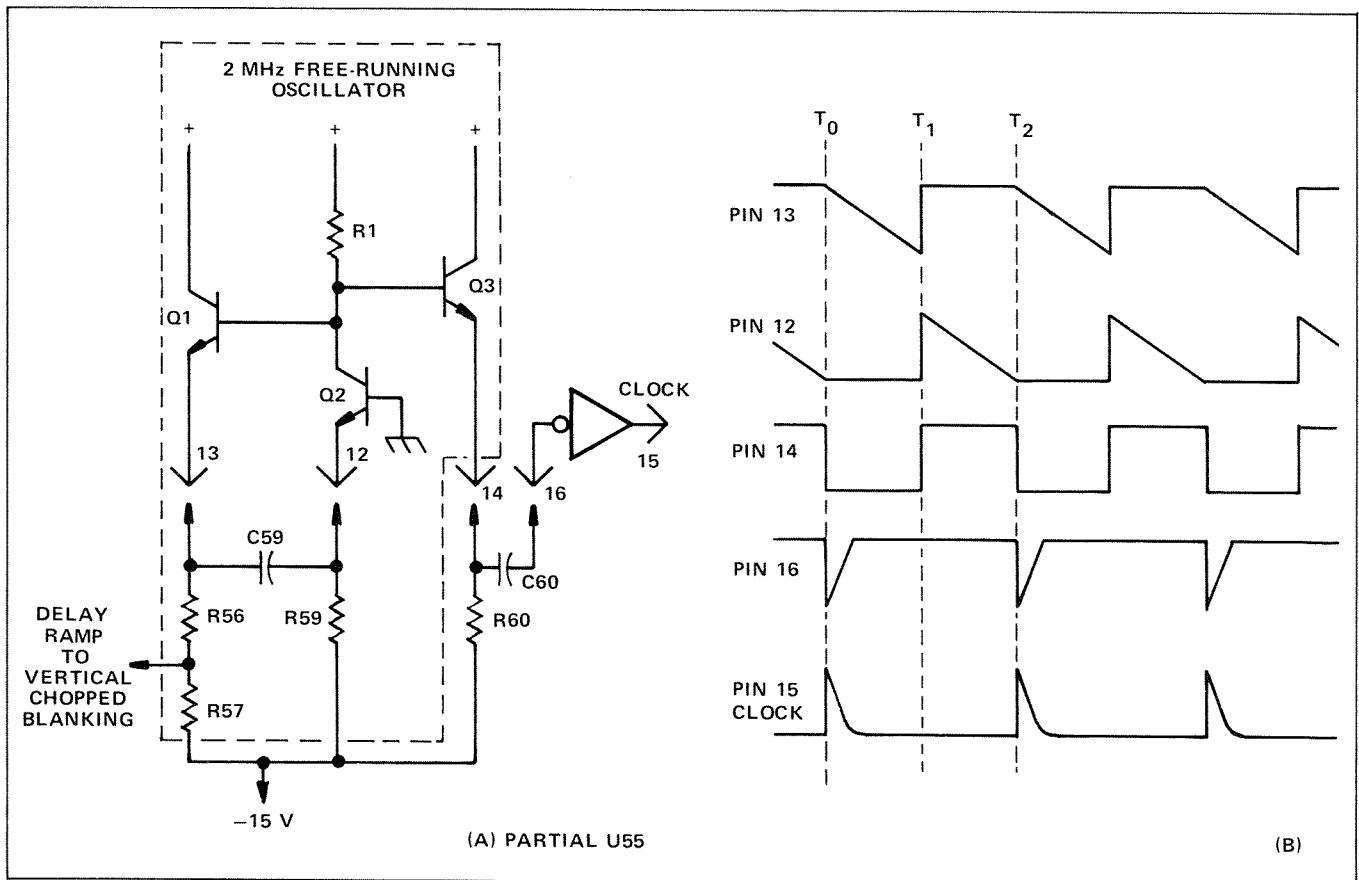 2 MHz FREE-RUNNING
OSCILLATOR
+ + +
R1
Q1
Q3
Q2
CLOCK
13
12
14
16
15
C59
C60
R56
R59
R60
R57
DELAY
RAMP
TO
VERTICAL
CHOPPED
BLANKING
−15 V
(A) PARTIAL U55
T0 T1 T2
PIN 13
PIN 12
PIN 14
PIN 16
PIN 15
CLOCK
(B)